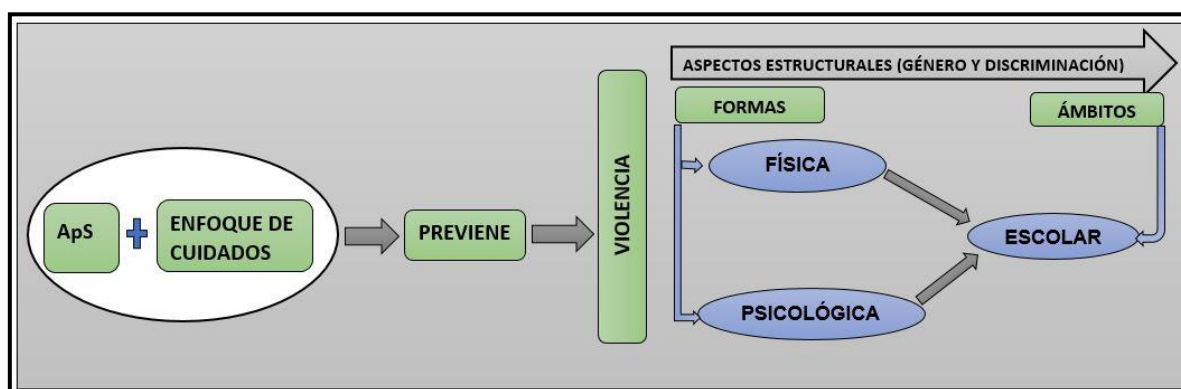 ASPECTOS ESTRUCTURALES (GÉNERO Y DISCRIMINACIÓN)
FORMAS
ÁMBITOS
FÍSICA
ApS
ENFOQUE DE
CUIDADOS
PREVIENE
VIOLENCIA
ESCOLAR
PSICOLÓGICA